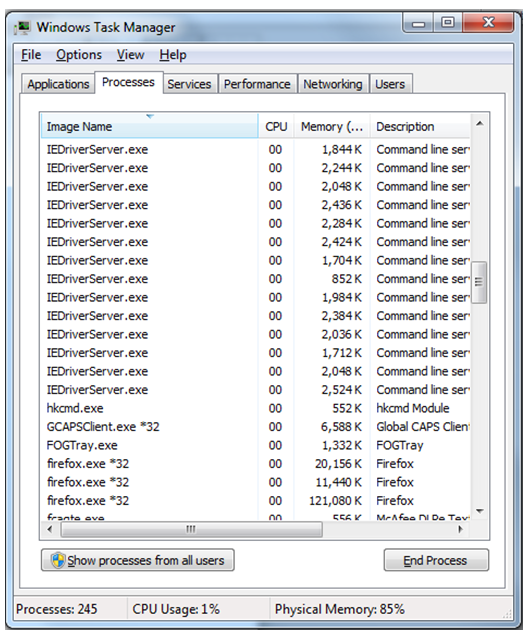 Windows Task Manager
File Options View Help
Applications Processes Services Performance Networking Users
Image Name CPU Memory (... Description
IEDriverServer.exe 00 1,844 K Command line ser
IEDriverServer.exe 00 2,244 K Command line ser
IEDriverServer.exe 00 2,048 K Command line ser
IEDriverServer.exe 00 2,436 K Command line ser
IEDriverServer.exe 00 2,284 K Command line ser
IEDriverServer.exe 00 2,424 K Command line ser
IEDriverServer.exe 00 1,704 K Command line ser
IEDriverServer.exe 00 852 K Command line ser
IEDriverServer.exe 00 1,984 K Command line ser
IEDriverServer.exe 00 2,384 K Command line ser
IEDriverServer.exe 00 2,036 K Command line ser
IEDriverServer.exe 00 1,712 K Command line ser
IEDriverServer.exe 00 2,048 K Command line ser
IEDriverServer.exe 00 2,524 K Command line ser
hkcmd.exe 00 552 K hkcmd Module
GCAPSClient.exe *32 00 6,588 K Global CAPS Client
FOGTray.exe 00 1,332 K FOGTray
firefox.exe *32 00 20,156 K Firefox
firefox.exe *32 00 11,440 K Firefox
firefox.exe *32 00 121,080 K Firefox
fcagte.exe 00 556 K McAfee DLPe Tex
Show processes from all users End Process
Processes: 245 CPU Usage: 1% Physical Memory: 85%